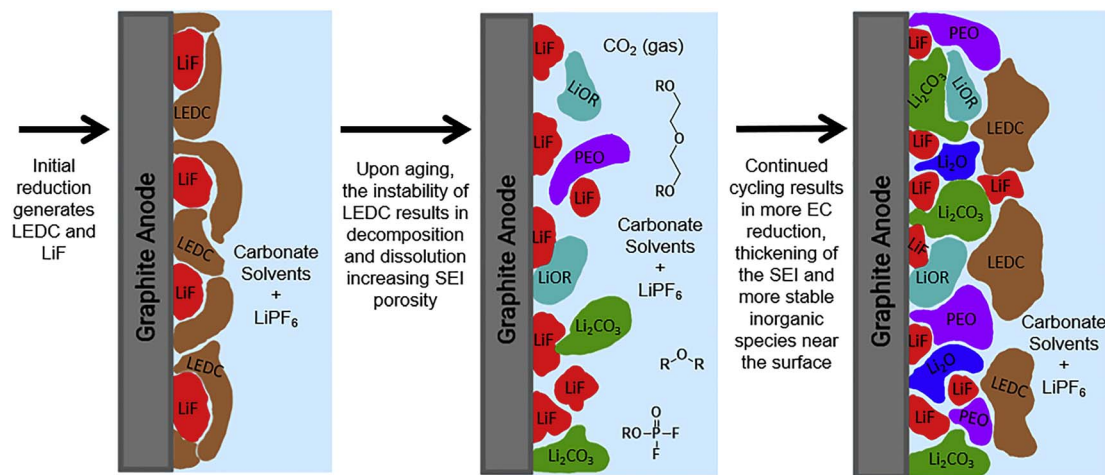 Initial
reduction
generates
LEDC and
LiF
Graphite Anode
LiF
LEDC
LiF
LEDC
LiF
LEDC
LiF
Carbonate
Solvents
+
LiPF₆
Upon aging,
the instability of
LEDC results in
decomposition
and dissolution
increasing SEI
porosity
Graphite Anode
LiF
CO₂ (gas)
LiOR
RO
O
RO
LiF
PEO
LiF
LiF
LiOR
Carbonate
Solvents
+
LiPF₆
LiF
Li₂CO₃
R O R
LiF
LiF
O
RO-P-F
F
Li₂CO₃
Continued
cycling results
in more EC
reduction,
thickening of
the SEI and
more stable
inorganic
species near
the surface
Graphite Anode
PEO
LiF
Li₂CO₃
LiOR
LEDC
LiF
Li₂O
LiF
LiF
Li₂CO₃
LiF
LEDC
LiOR
PEO
LiF
Carbonate
Solvents
+
LiPF₆
Li₂O
LiF
LEDC
LiF
PEO
Li₂CO₃